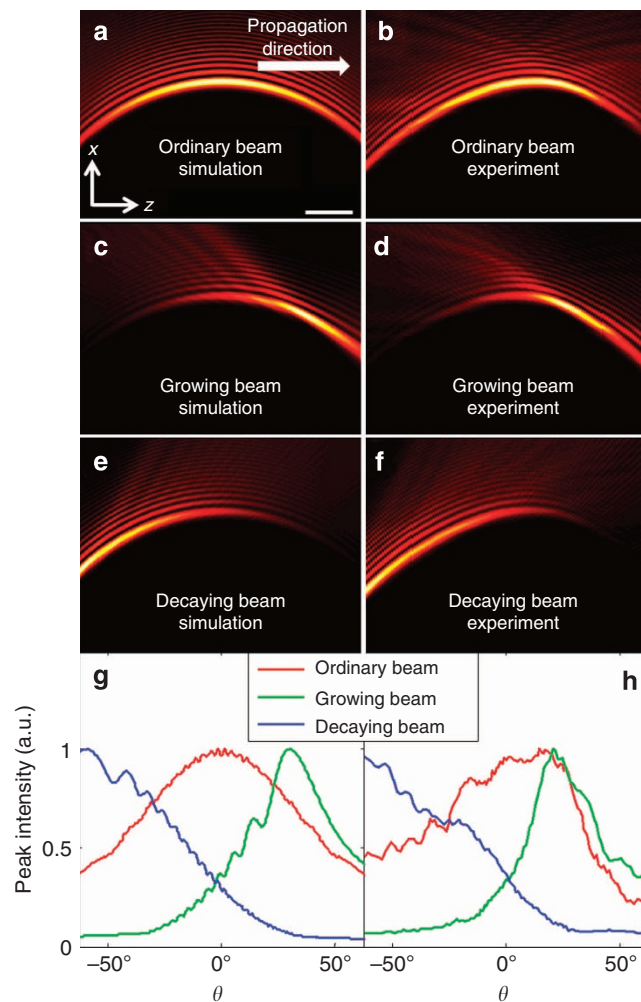 a
Propagation
direction
b
x
z
Ordinary beam
simulation
Ordinary beam
experiment
c
d
Growing beam
simulation
Growing beam
experiment
e
f
Decaying beam
simulation
Decaying beam
experiment
g
Ordinary beam
Growing beam
Decaying beam
h
Peak intensity (a.u.)
1
0.5
0
–50° 0° 50° –50° 0° 50°
θ θ